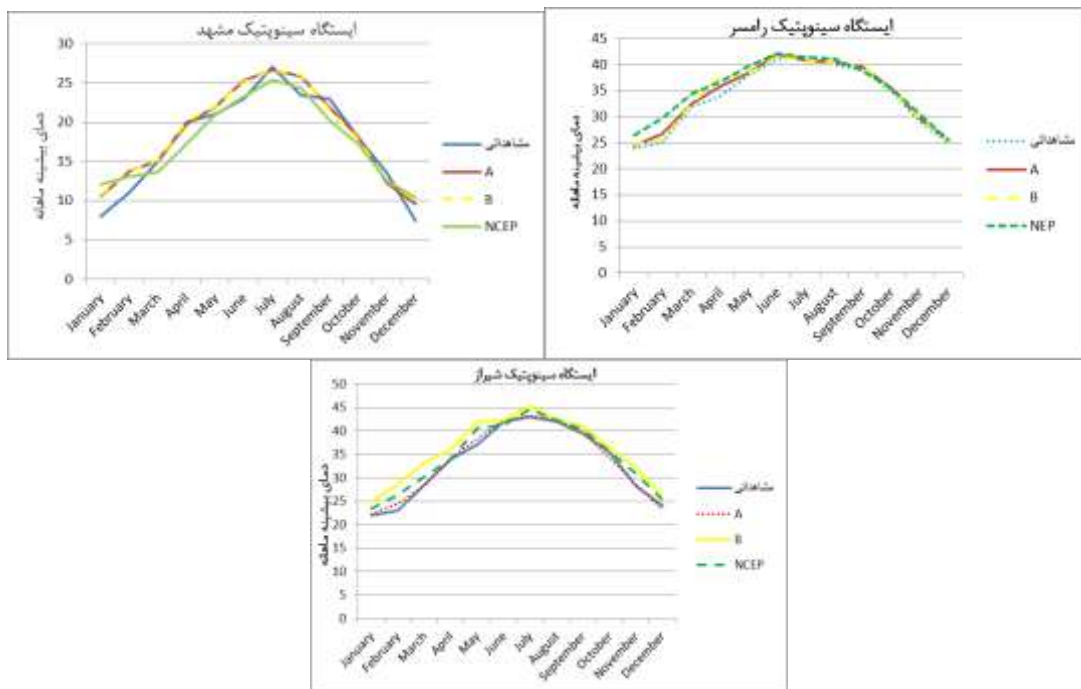 ایستگاه سینوپتیک مشهد
دمای بیشینه ماهانه
30
25
20
15
10
5
0
January
February
March
April
May
June
July
August
September
October
November
December
مشاهداتی
A
B
NCEP
ایستگاه سینوپتیک رامسر
دمای بیشینه ماهانه
45
40
35
30
25
20
15
10
5
0
January
February
March
April
May
June
July
August
September
October
November
December
مشاهداتی
A
B
NEP
ایستگاه سینوپتیک شیراز
دمای بیشینه ماهانه
50
45
40
35
30
25
20
15
10
5
0
January
February
March
April
May
June
July
August
September
October
November
December
مشاهداتی
A
B
NCEP